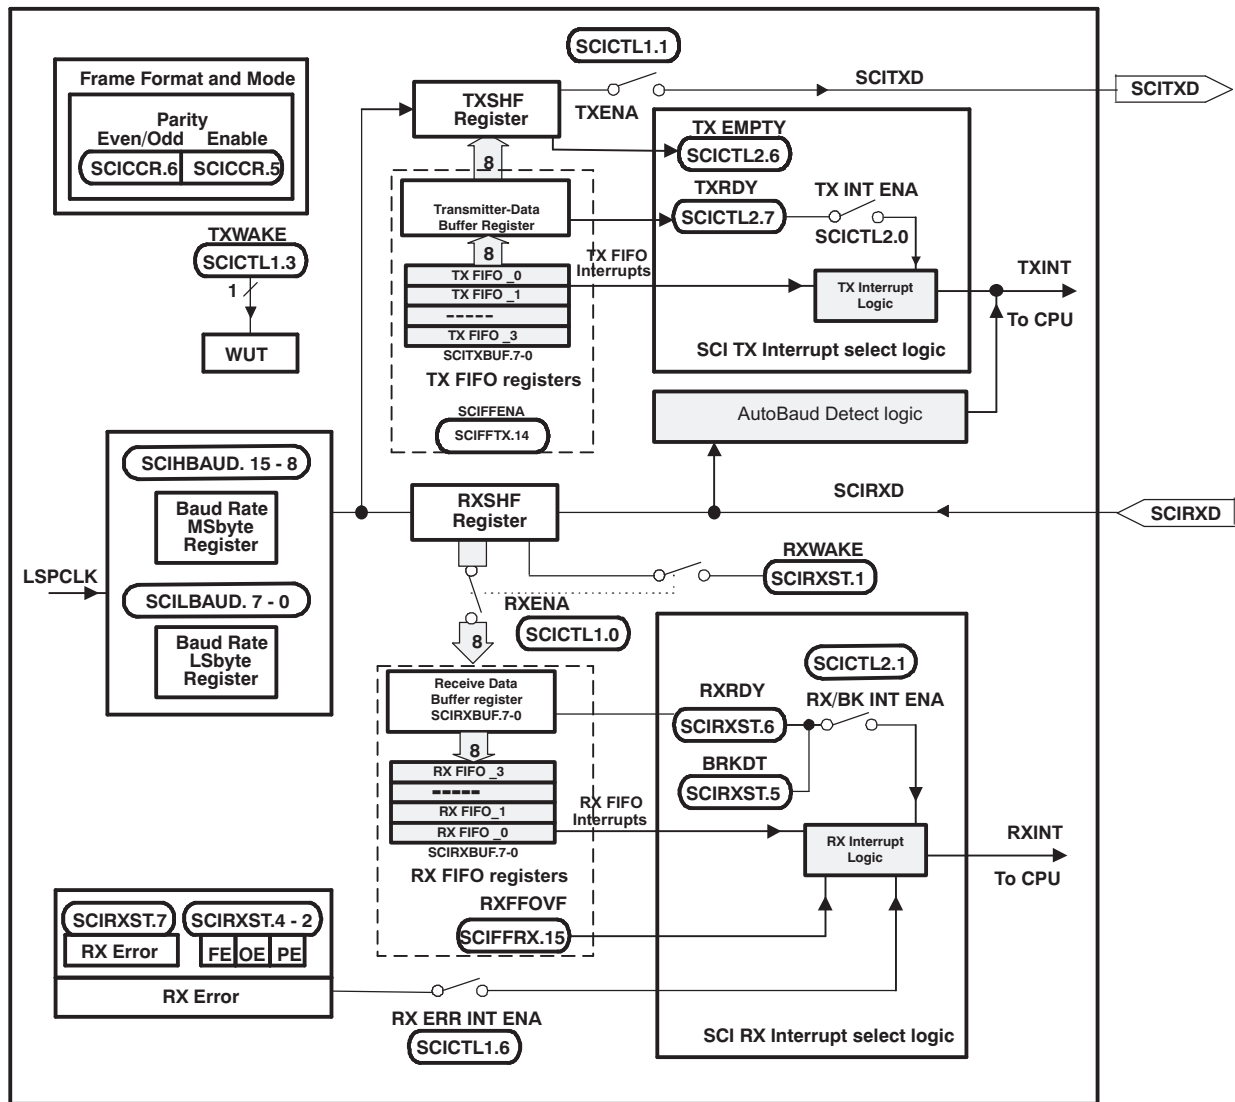 SCICTL1.1
Frame Format and Mode
Parity
Even/Odd Enable
SCICCR.6 SCICCR.5
TXSHF
Register
TXENA
SCITXD
SCITXD
TX EMPTY
SCICTL2.6
8
Transmitter-Data
Buffer Register
TXRDY
SCICTL2.7
TX INT ENA
SCICTL2.0
TXWAKE
SCICTL1.3
1
WUT
8
TX FIFO _0
TX FIFO _1
-----
TX FIFO _3
SCITXBUF.7-0
TX FIFO registers
SCIFFENA
SCIFFTX.14
TX FIFO
Interrupts
TX Interrupt
Logic
TXINT
To CPU
SCI TX Interrupt select logic
AutoBaud Detect logic
SCIHBAUD. 15 - 8
Baud Rate
MSbyte
Register
LSPCLK
SCILBAUD. 7 - 0
Baud Rate
LSbyte
Register
RXSHF
Register
SCIRXD
SCIRXD
RXWAKE
SCIRXST.1
RXENA
SCICTL1.0
8
Receive Data
Buffer register
SCIRXBUF.7-0
8
RX FIFO _3
-----
RX FIFO_1
RX FIFO _0
SCIRXBUF.7-0
RX FIFO registers
RXFFOVF
SCIFFRX.15
SCICTL2.1
RXRDY
SCIRXST.6
RX/BK INT ENA
BRKDT
SCIRXST.5
RX FIFO
Interrupts
RX Interrupt
Logic
RXINT
To CPU
SCI RX Interrupt select logic
SCIRXST.7 SCIRXST.4 - 2
RX Error FE OE PE
RX Error
RX ERR INT ENA
SCICTL1.6